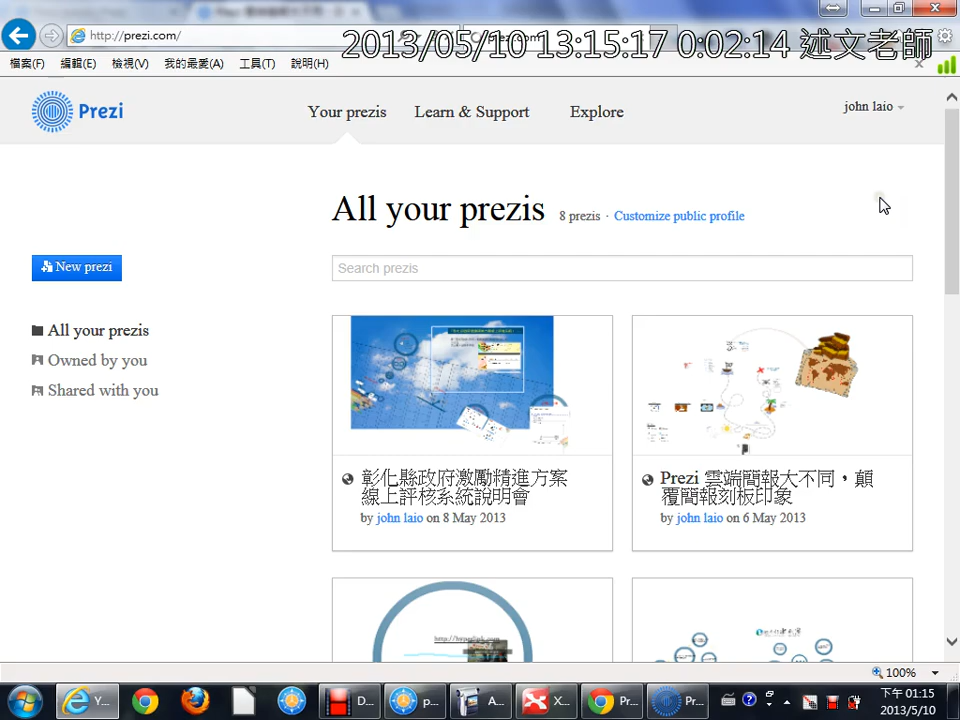 http://prezi.com/
2013/05/10 13:15:17 0:02:14 述文老師
檔案(F) 編輯(E) 檢視(V) 我的最愛(A) 工具(T) 說明(H)
Prezi
Your prezis Learn & Support Explore
john laio
All your prezis 8 prezis · Customize public profile
New prezi
Search prezis
All your prezis
Owned by you
Shared with you
彰化縣政府激勵精進方案
線上評核系統說明會
by john laio on 8 May 2013
Prezi 雲端簡報大不同，顛
覆簡報刻板印象
by john laio on 6 May 2013
100%
Y...
D...
p...
A...
X...
Pr...
Pr...
下午 01:15
2013/5/10